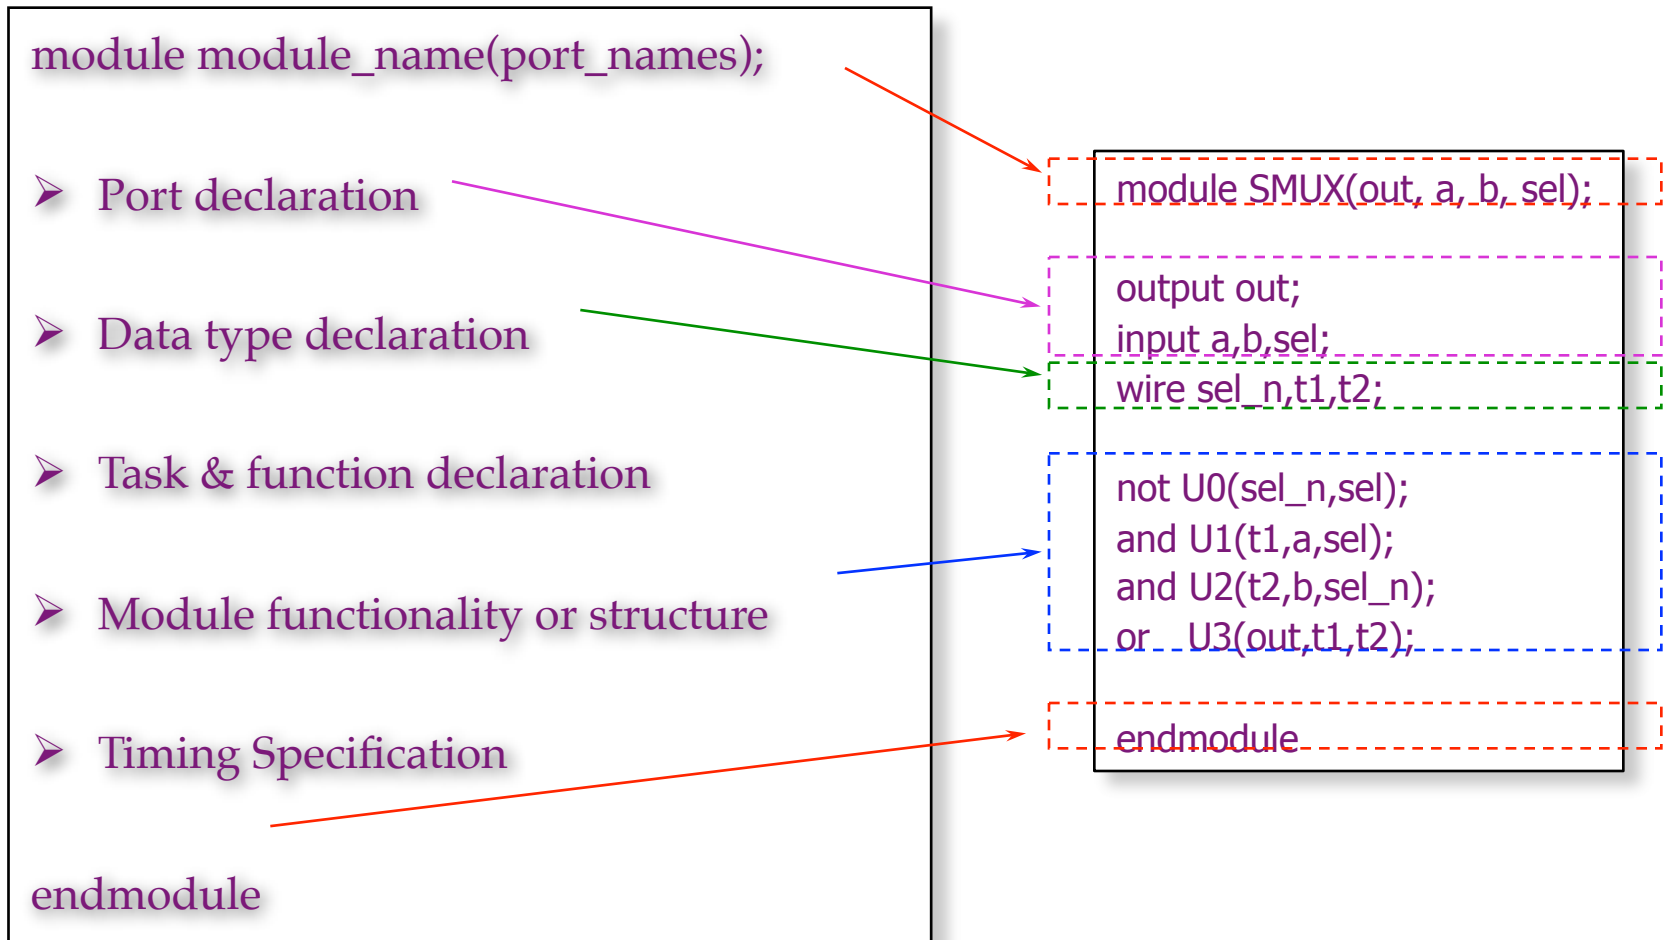 module module_name(port_names);
➢ Port declaration
➢ Data type declaration
➢ Task & function declaration
➢ Module functionality or structure
➢ Timing Specification
endmodule
module SMUX(out, a, b, sel);
output out;
input a,b,sel;
wire sel_n,t1,t2;
not U0(sel_n,sel);
and U1(t1,a,sel);
and U2(t2,b,sel_n);
or U3(out,t1,t2);
endmodule